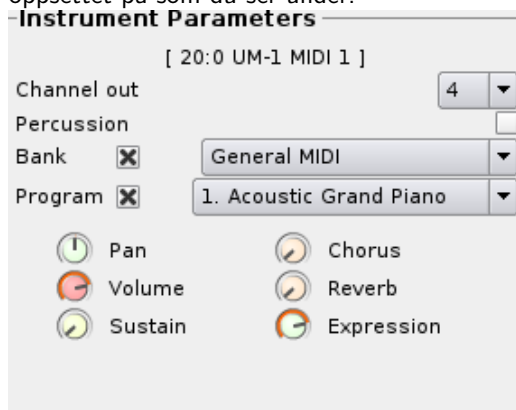 oppsettet på som du ser under.
Instrument Parameters
[ 20:0 UM-1 MIDI 1 ]
Channel out 4
Percussion
Bank General MIDI
Program 1. Acoustic Grand Piano
Pan Chorus
Volume Reverb
Sustain Expression